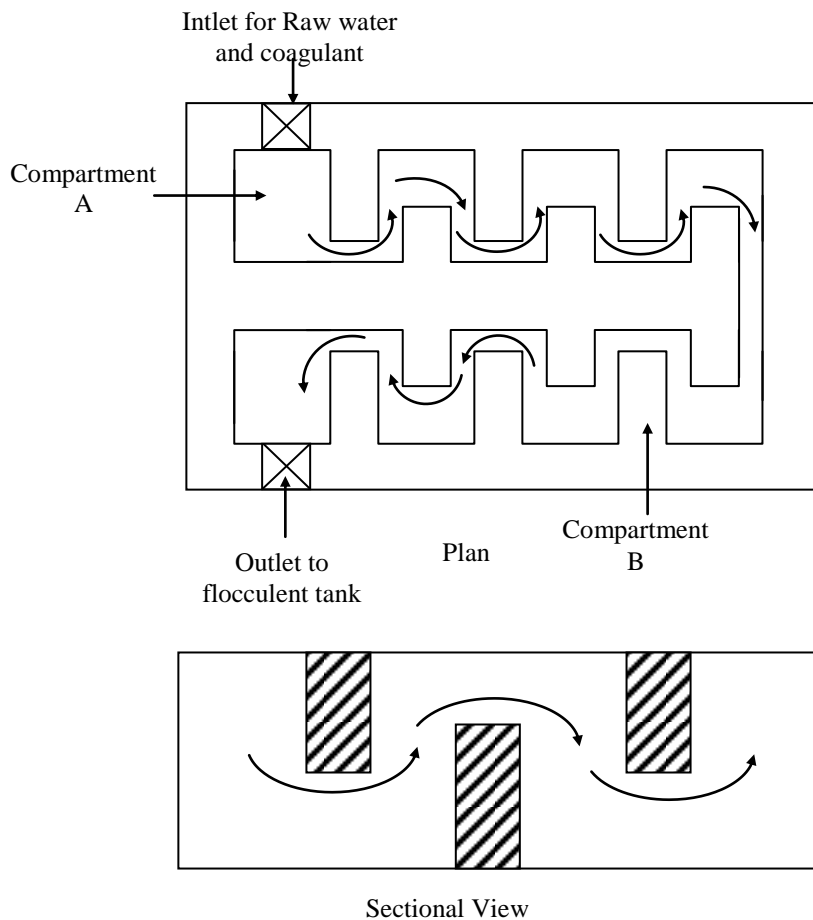 Intlet for Raw water
and coagulant
Compartment
A
Compartment
B
Plan
Outlet to
flocculent tank
Sectional View